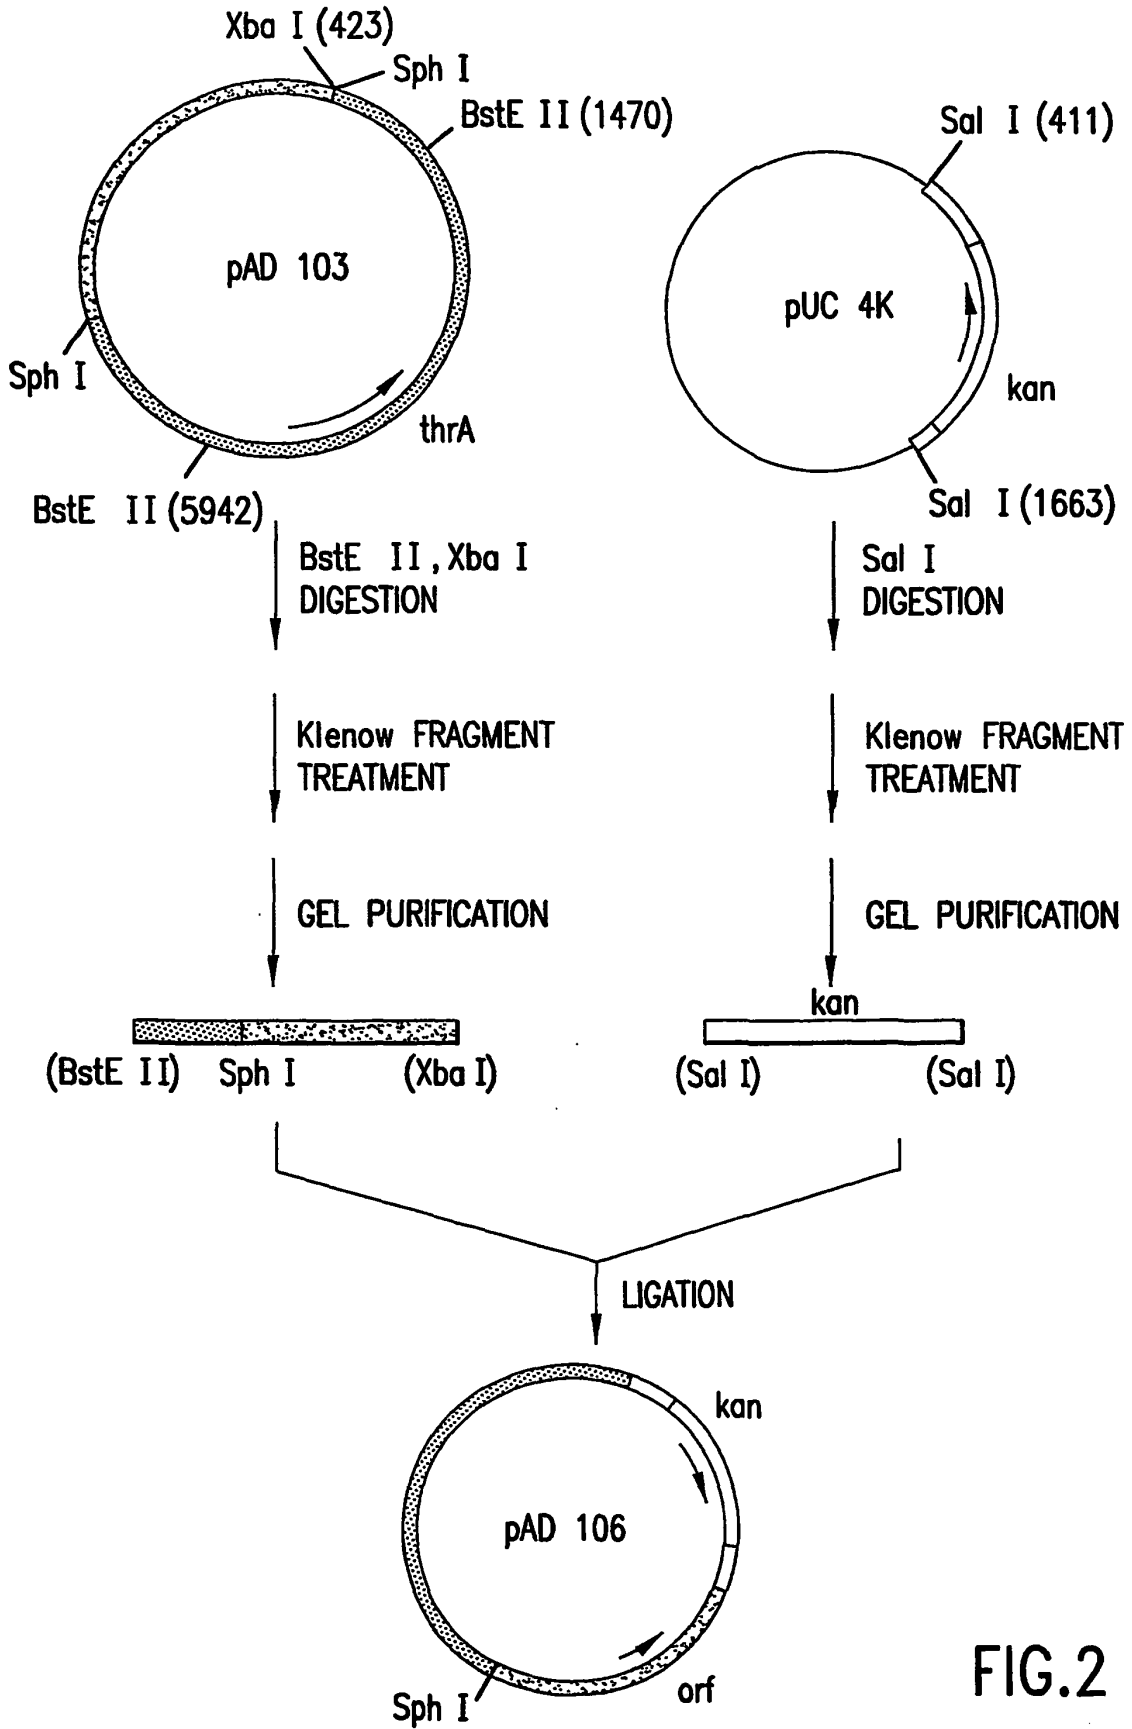 Xba I (423)
Sph I
BstE II (1470)
pAD 103
Sph I
thrA
BstE II (5942)
Sal I (411)
pUC 4K
kan
Sal I (1663)
BstE II, Xba I
DIGESTION
Sal I
DIGESTION
Klenow FRAGMENT
TREATMENT
Klenow FRAGMENT
TREATMENT
GEL PURIFICATION
GEL PURIFICATION
(BstE II) Sph I (Xba I)
kan
(Sal I) (Sal I)
LIGATION
kan
pAD 106
Sph I
orf
FIG.2